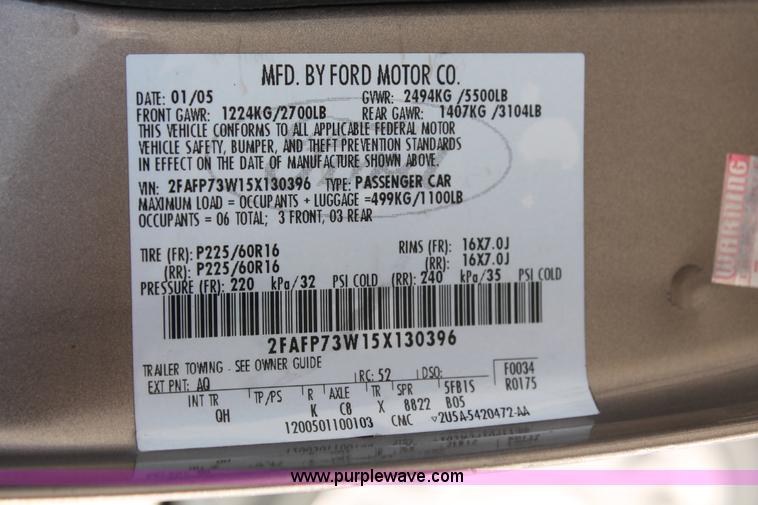 MFD. BY FORD MOTOR CO.
DATE: 01/05 GVWR: 2494KG /5500LB
FRONT GAWR: 1224KG/2700LB REAR GAWR: 1407KG /3104LB
THIS VEHICLE CONFORMS TO ALL APPLICABLE FEDERAL MOTOR
VEHICLE SAFETY, BUMPER, AND THEFT PREVENTION STANDARDS
IN EFFECT ON THE DATE OF MANUFACTURE SHOWN ABOVE.
VIN: 2FAFP73W15X130396 TYPE: PASSENGER CAR
MAXIMUM LOAD = OCCUPANTS + LUGGAGE =499KG/1100LB
OCCUPANTS = 06 TOTAL; 3 FRONT, 03 REAR
TIRE (FR): P225/60R16 RIMS (FR): 16X7.0J
(RR): P225/60R16 (RR): 16X7.0J
PRESSURE (FR): 220 kPa/32 PSI COLD (RR): 240 kPa/35 PSI COLD
2FAFP73W15X130396
TRAILER TOWING - SEE OWNER GUIDE
EXT PNT: AQ RC: 52 DSO: F0034
INT TR TP/PS R AXLE TR SPR 5FB1S R0175
QH K C8 X 8822 B05
1200501100103 CMC ▽2U5A-5420472-AA
WARNING
www.purplewave.com